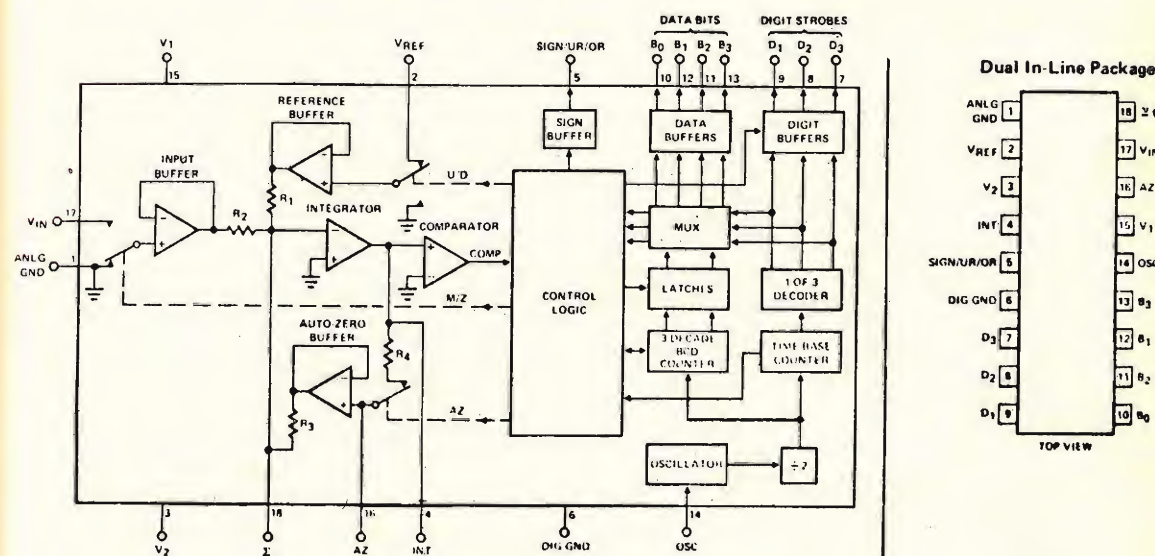 DATA BITS
DIGIT STROBES
V1
VREF
SIGN/UR/OR
B0 B1 B2 B3
D1 D2 D3
15
2
5
10 12 11 13
9 8 7
REFERENCE BUFFER
SIGN BUFFER
DATA BUFFERS
DIGIT BUFFERS
INPUT BUFFER
U/D
R1
R2
INTEGRATOR
COMPARATOR
COMP
VIN 17
ANLG GND 1
MUX
M/Z
CONTROL LOGIC
LATCHES
1 OF 3 DECODER
AUTO-ZERO BUFFER
R4
3 DECADE BCD COUNTER
TIME BASE COUNTER
R3
AZ
OSCILLATOR
÷2
3
18
16
4
6
14
V2
Σ
AZ
INT
DIG GND
OSC
Dual In-Line Package
ANLG GND 1
VREF 2
V2 3
INT 4
SIGN/UR/OR 5
DIG GND 6
D3 7
D2 8
D1 9
18
17 VIN
16 AZ
15 V1
14 OSC
13 B3
12 B1
11 B2
10 B0
TOP VIEW